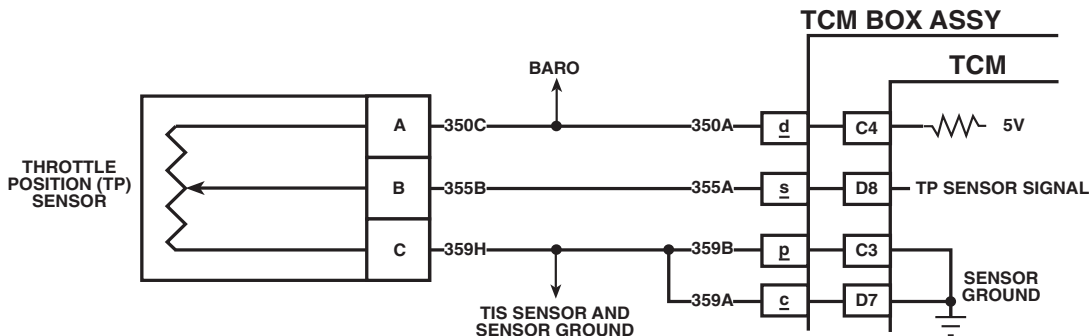 TCM BOX ASSY
TCM
BARO
THROTTLE
POSITION (TP)
SENSOR
A 350C 350A d C4 5V
B 355B 355A s D8 TP SENSOR SIGNAL
C 359H 359B p C3
359A c D7
SENSOR
GROUND
TIS SENSOR AND
SENSOR GROUND